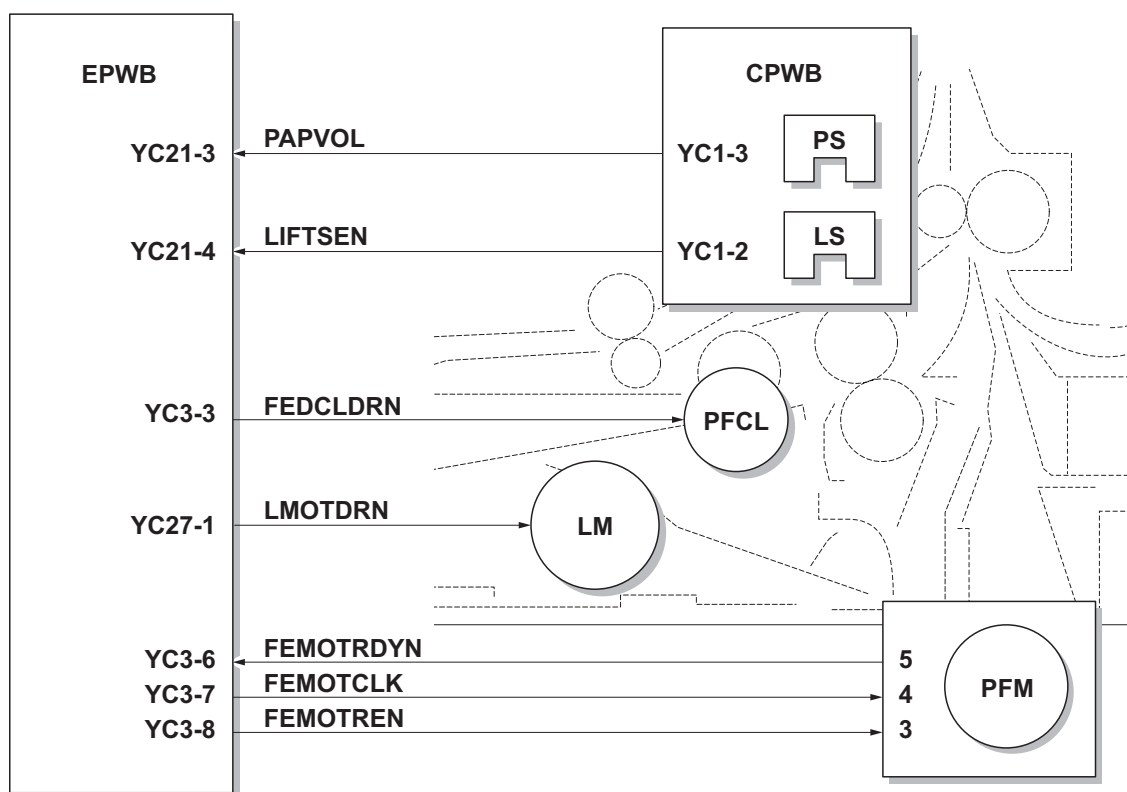 EPWB
CPWB
PS
YC21-3 PAPVOL YC1-3
LS
YC21-4 LIFTSEN YC1-2
YC3-3 FEDCLDRN PFCL
YC27-1 LMOTDRN LM
YC3-6 FEMOTRDYN 5
YC3-7 FEMOTCLK 4
PFM
YC3-8 FEMOTREN 3